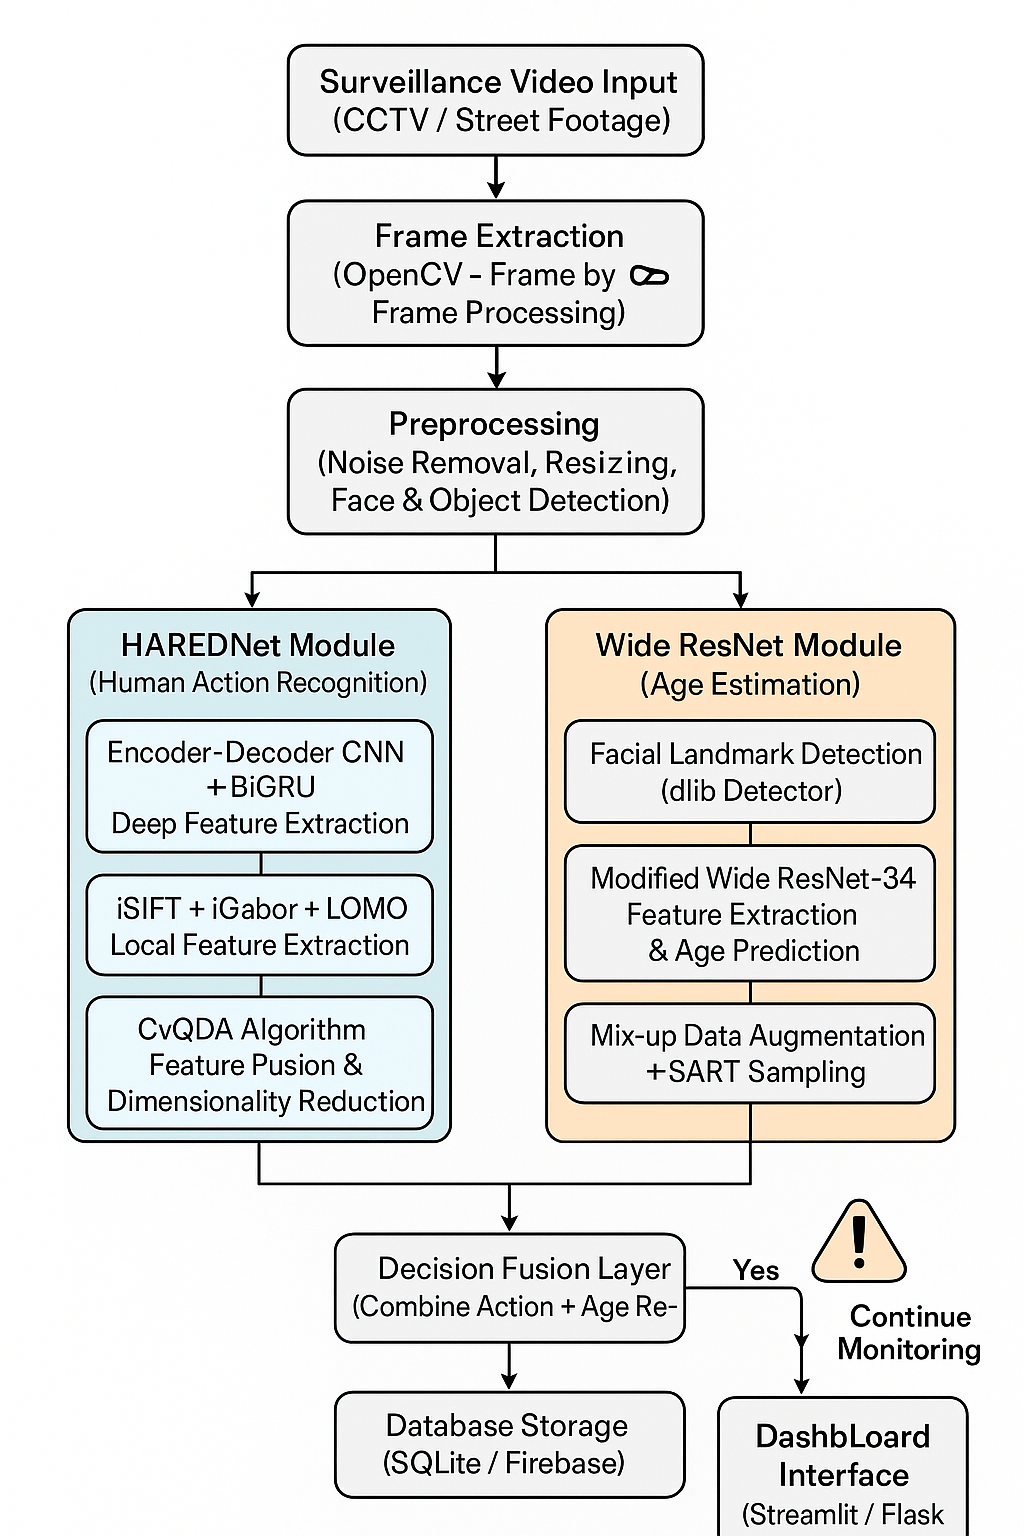 Surveillance Video Input
(CCTV / Street Footage)
Frame Extraction
(OpenCV - Frame by
Frame Processing)
Preprocessing
(Noise Removal, Resizing,
Face & Object Detection)
HAREDNet Module
(Human Action Recognition)
Encoder-Decoder CNN
+BiGRU
Deep Feature Extraction
iSIFT + iGabor + LOMO
Local Feature Extraction
CvQDA Algorithm
Feature Pusion &
Dimensionality Reduction
Wide ResNet Module
(Age Estimation)
Facial Landmark Detection
(dlib Detector)
Modified Wide ResNet-34
Feature Extraction
& Age Prediction
Mix-up Data Augmentation
+SART Sampling
Decision Fusion Layer
(Combine Action + Age Re-
Yes
!
Continue
Monitoring
Database Storage
(SQLite / Firebase)
DashbLoard
Interface
(Streamlit / Flask